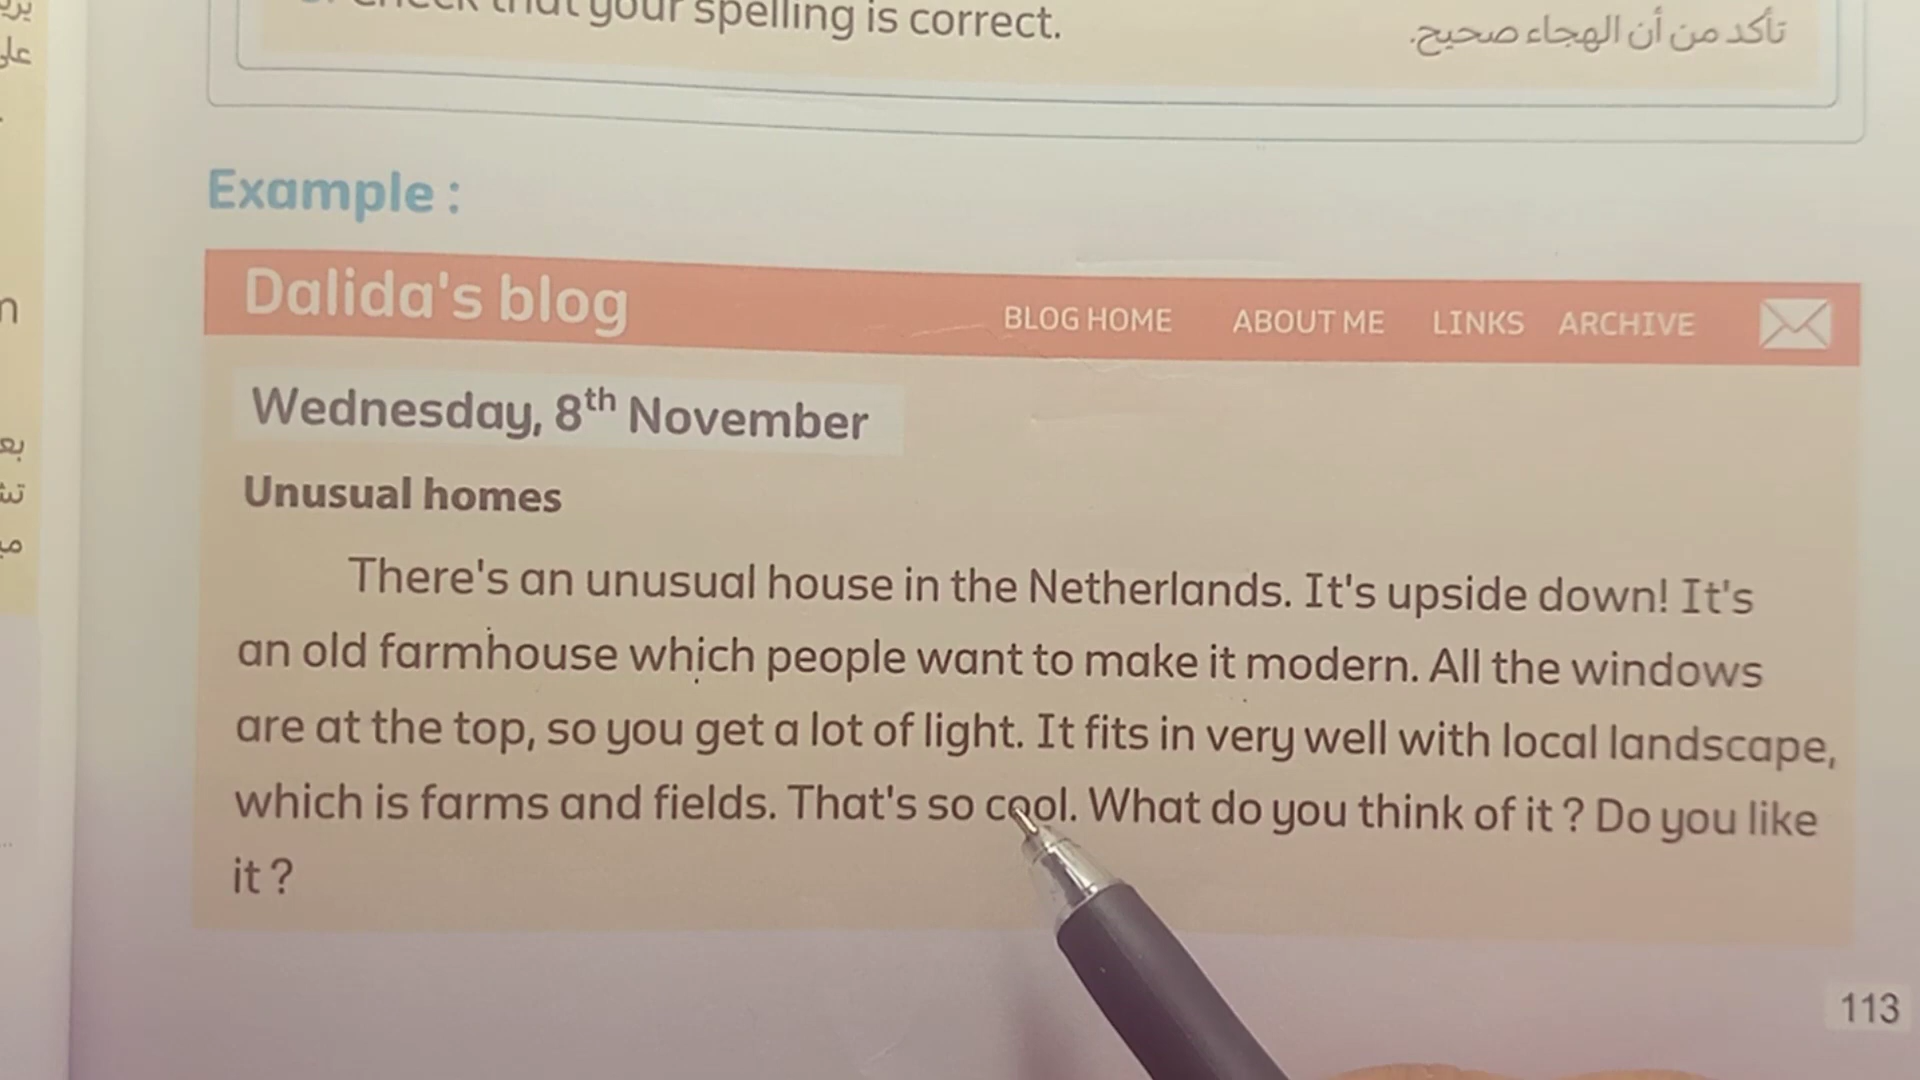 check that your spelling is correct.
تأكد من أن الهجاء صحيح.
Example :
Dalida's blog
BLOG HOME ABOUT ME LINKS ARCHIVE
Wednesday, 8th November
Unusual homes
There's an unusual house in the Netherlands. It's upside down! It's
an old farmhouse which people want to make it modern. All the windows
are at the top, so you get a lot of light. It fits in very well with local landscape,
which is farms and fields. That's so cool. What do you think of it ? Do you like
it ?
113